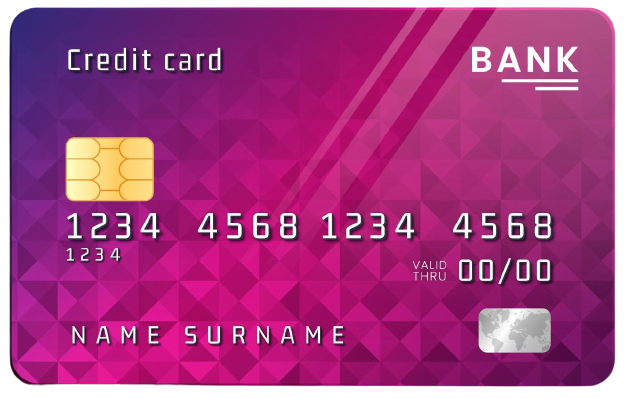 Credit card
BANK
1234 4568 1234 4568
1234
VALID
THRU 00/00
NAME SURNAME